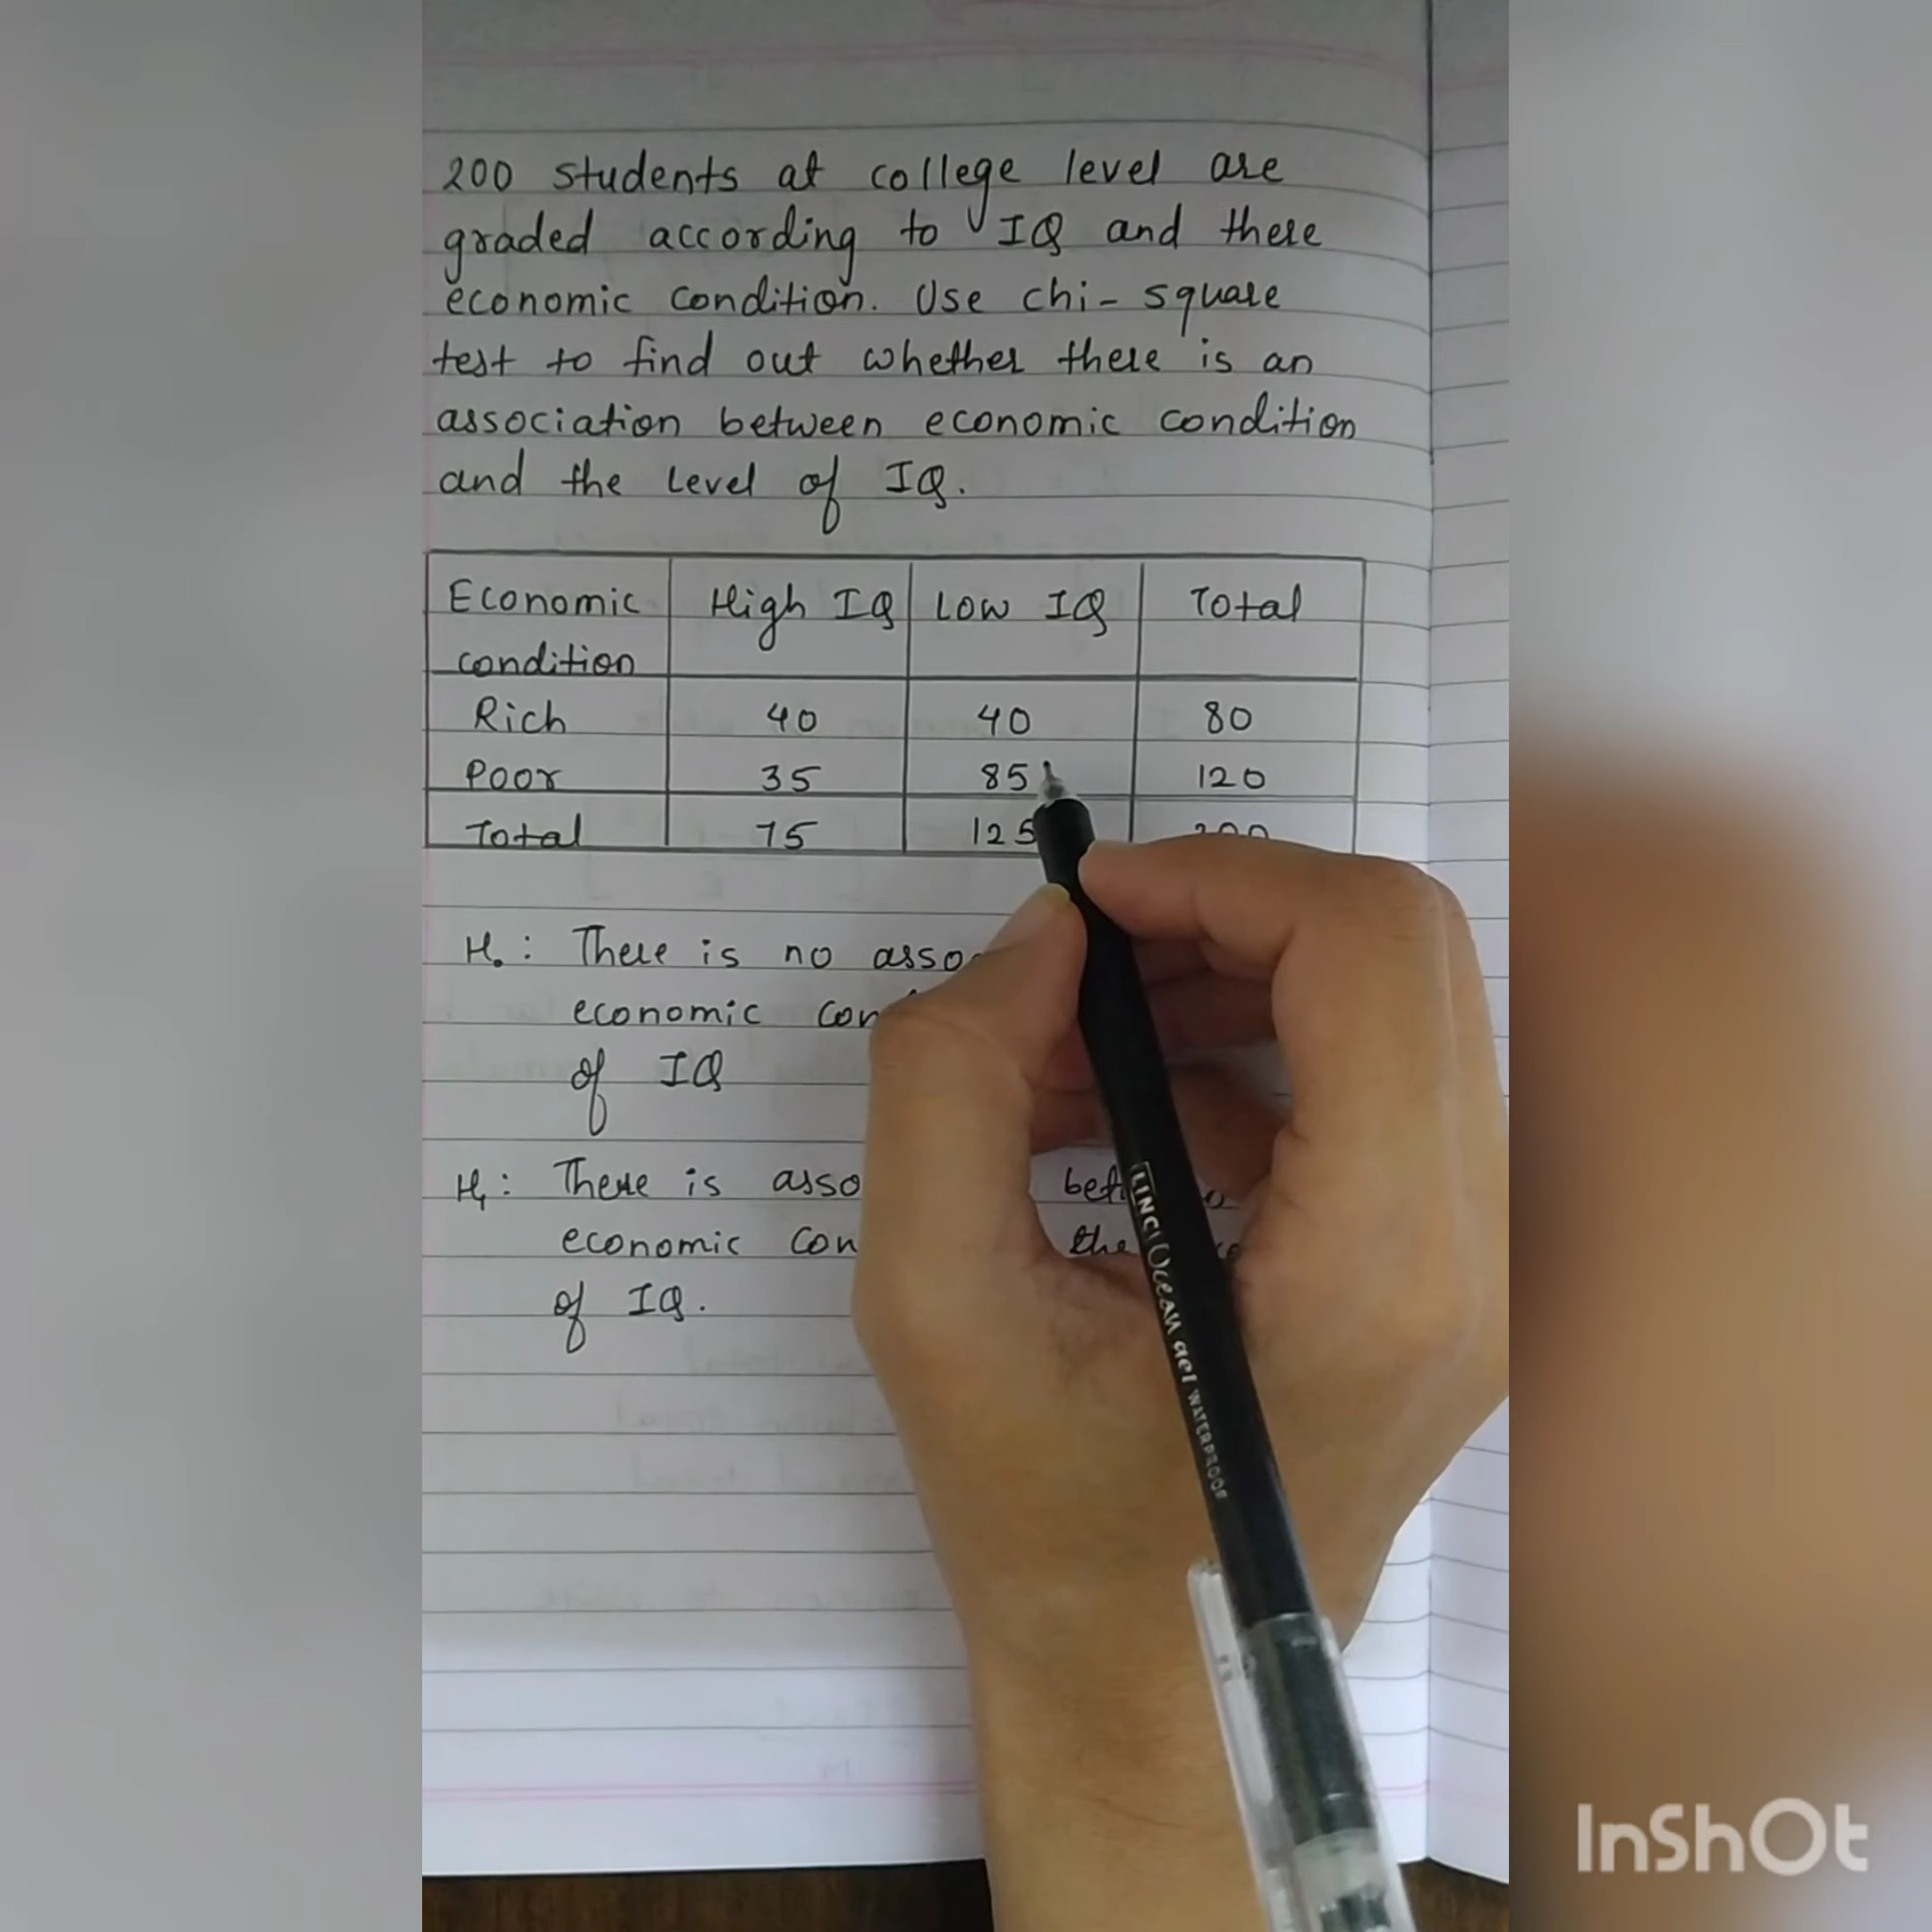 200 students at college level are
graded according to IQ and there
economic condition. Use chi-square
test to find out whether there is an
association between economic condition
and the level of IQ.
Economic condition High IQ Low IQ Total
Rich 40 40 80
Poor 35 85 120
Total 75 125 200
H₀: There is no
economic
of IQ
H₁: There is
economic the
of IQ.
LINC Ocean gel WATERPROOF
InShOt